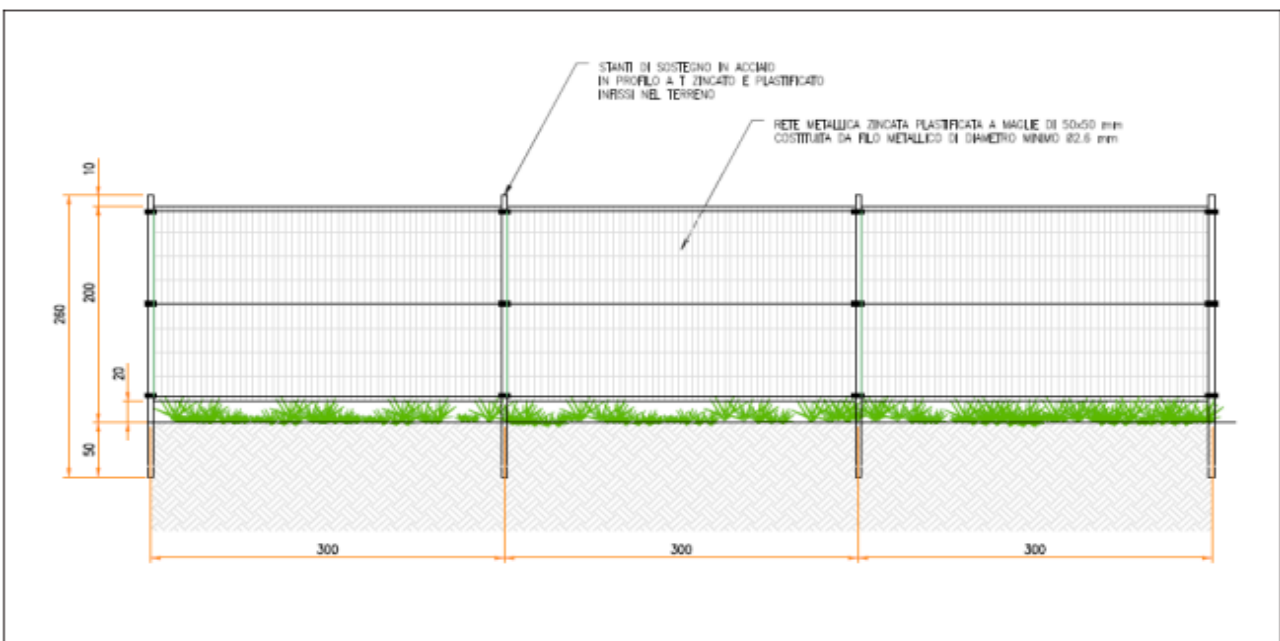 STANTI DI SOSTEGNO IN ACCIAIO
IN PROFILO A T ZINCATO E PLASTIFICATO
INFISSI NEL TERRENO
RETE METALLICA ZINCATA PLASTIFICATA A MAGLIE DI 50x50 mm
COSTITUITA DA FILO METALLICO DI DIAMETRO MINIMO Ø2.6 mm
10
200
260
20
50
300
300
300